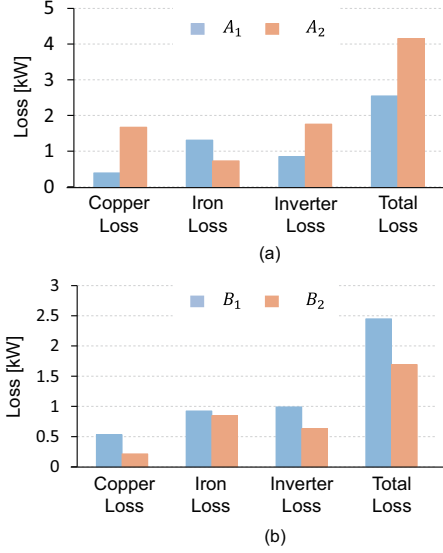 5
4
3
2
1
0
Loss [kW]
A₁ A₂
Copper Loss
Iron Loss
Inverter Loss
Total Loss
(a)
3
2.5
2
1.5
1
0.5
0
Loss [kW]
B₁ B₂
Copper Loss
Iron Loss
Inverter Loss
Total Loss
(b)